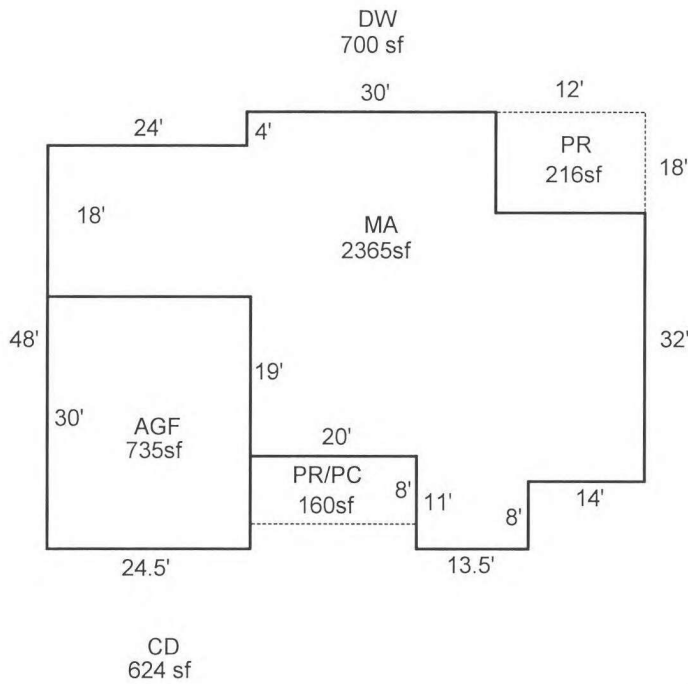 DW
700 sf
30'
12'
24'
4'
PR
216sf
18'
18'
MA
2365sf
48'
32'
19'
30'
AGF
735sf
20'
PR/PC
160sf
8'
11'
8'
14'
24.5'
13.5'
CD
624 sf